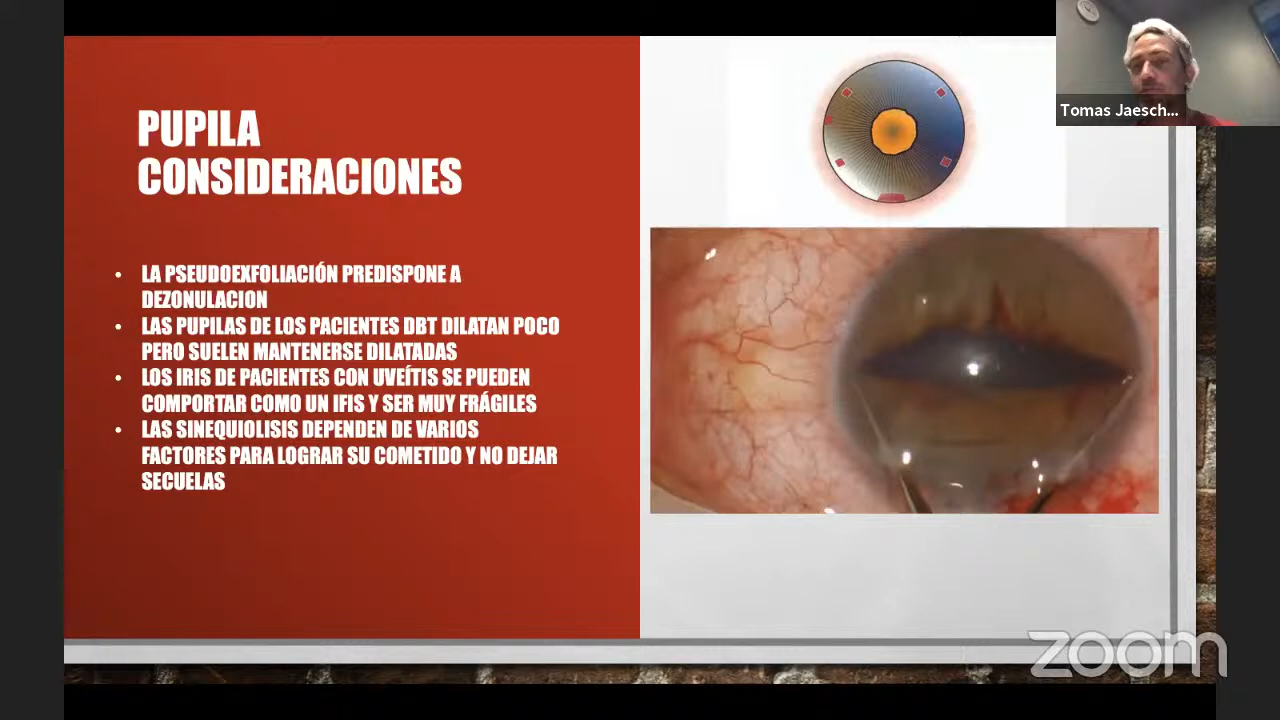 PUPILA
CONSIDERACIONES
• LA PSEUDOEXFOLIACIÓN PREDISPONE A
DEZONULACION
• LAS PUPILAS DE LOS PACIENTES DBT DILATAN POCO
PERO SUELEN MANTENERSE DILATADAS
• LOS IRIS DE PACIENTES CON UVEÍTIS SE PUEDEN
COMPORTAR COMO UN IFIS Y SER MUY FRÁGILES
• LAS SINEQUIOLISIS DEPENDEN DE VARIOS
FACTORES PARA LOGRAR SU COMETIDO Y NO DEJAR
SECUELAS
Tomas Jaesch...
zoom